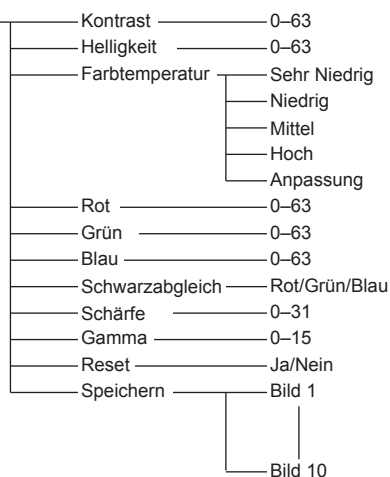 Kontrast 0–63
Helligkeit 0–63
Farbtemperatur Sehr Niedrig
Niedrig
Mittel
Hoch
Anpassung
Rot 0–63
Grün 0–63
Blau 0–63
Schwarzabgleich Rot/Grün/Blau
Schärfe 0–31
Gamma 0–15
Reset Ja/Nein
Speichern Bild 1
Bild 10